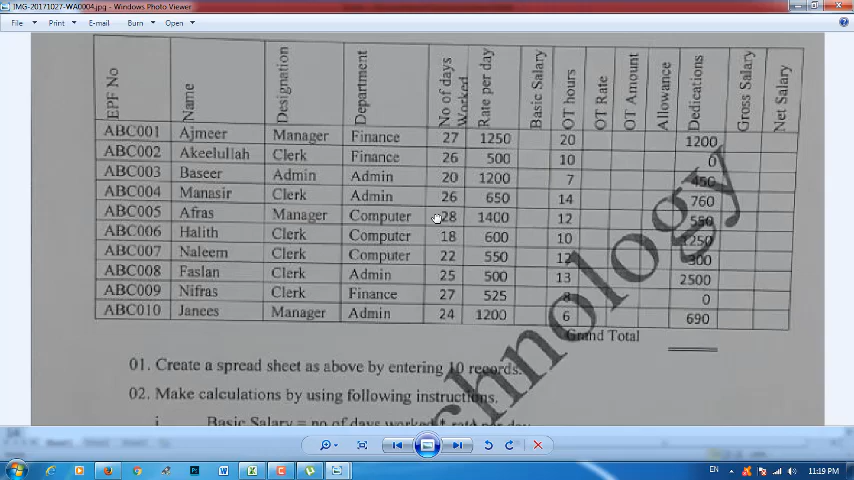 IMG-20171027-WA0004.jpg - Windows Photo Viewer
File Print E-mail Burn Open
EPF No Name Designation Department No of days Worked Rate per day Basic Salary OT hours OT Rate OT Amount Allowance Dedications Gross Salary Net Salary
ABC001 Ajmeer Manager Finance 27 1250 20 1200
ABC002 Akeelullah Clerk Finance 26 500 10 0
ABC003 Baseer Admin Admin 20 1200 7 450
ABC004 Manasir Clerk Admin 26 650 14 760
ABC005 Afras Manager Computer 28 1400 12 550
ABC006 Halith Clerk Computer 18 600 10 1250
ABC007 Naleem Clerk Computer 22 550 12 300
ABC008 Faslan Clerk Admin 25 500 13 2500
ABC009 Nifras Clerk Finance 27 525 8 0
ABC010 Janees Manager Admin 24 1200 6 690
Grand Total
01. Create a spread sheet as above by entering 10 records.
02. Make calculations by using following instructions.
i. Basic Salary = no of days worked * rate per day
chnology
EN 11:19 PM